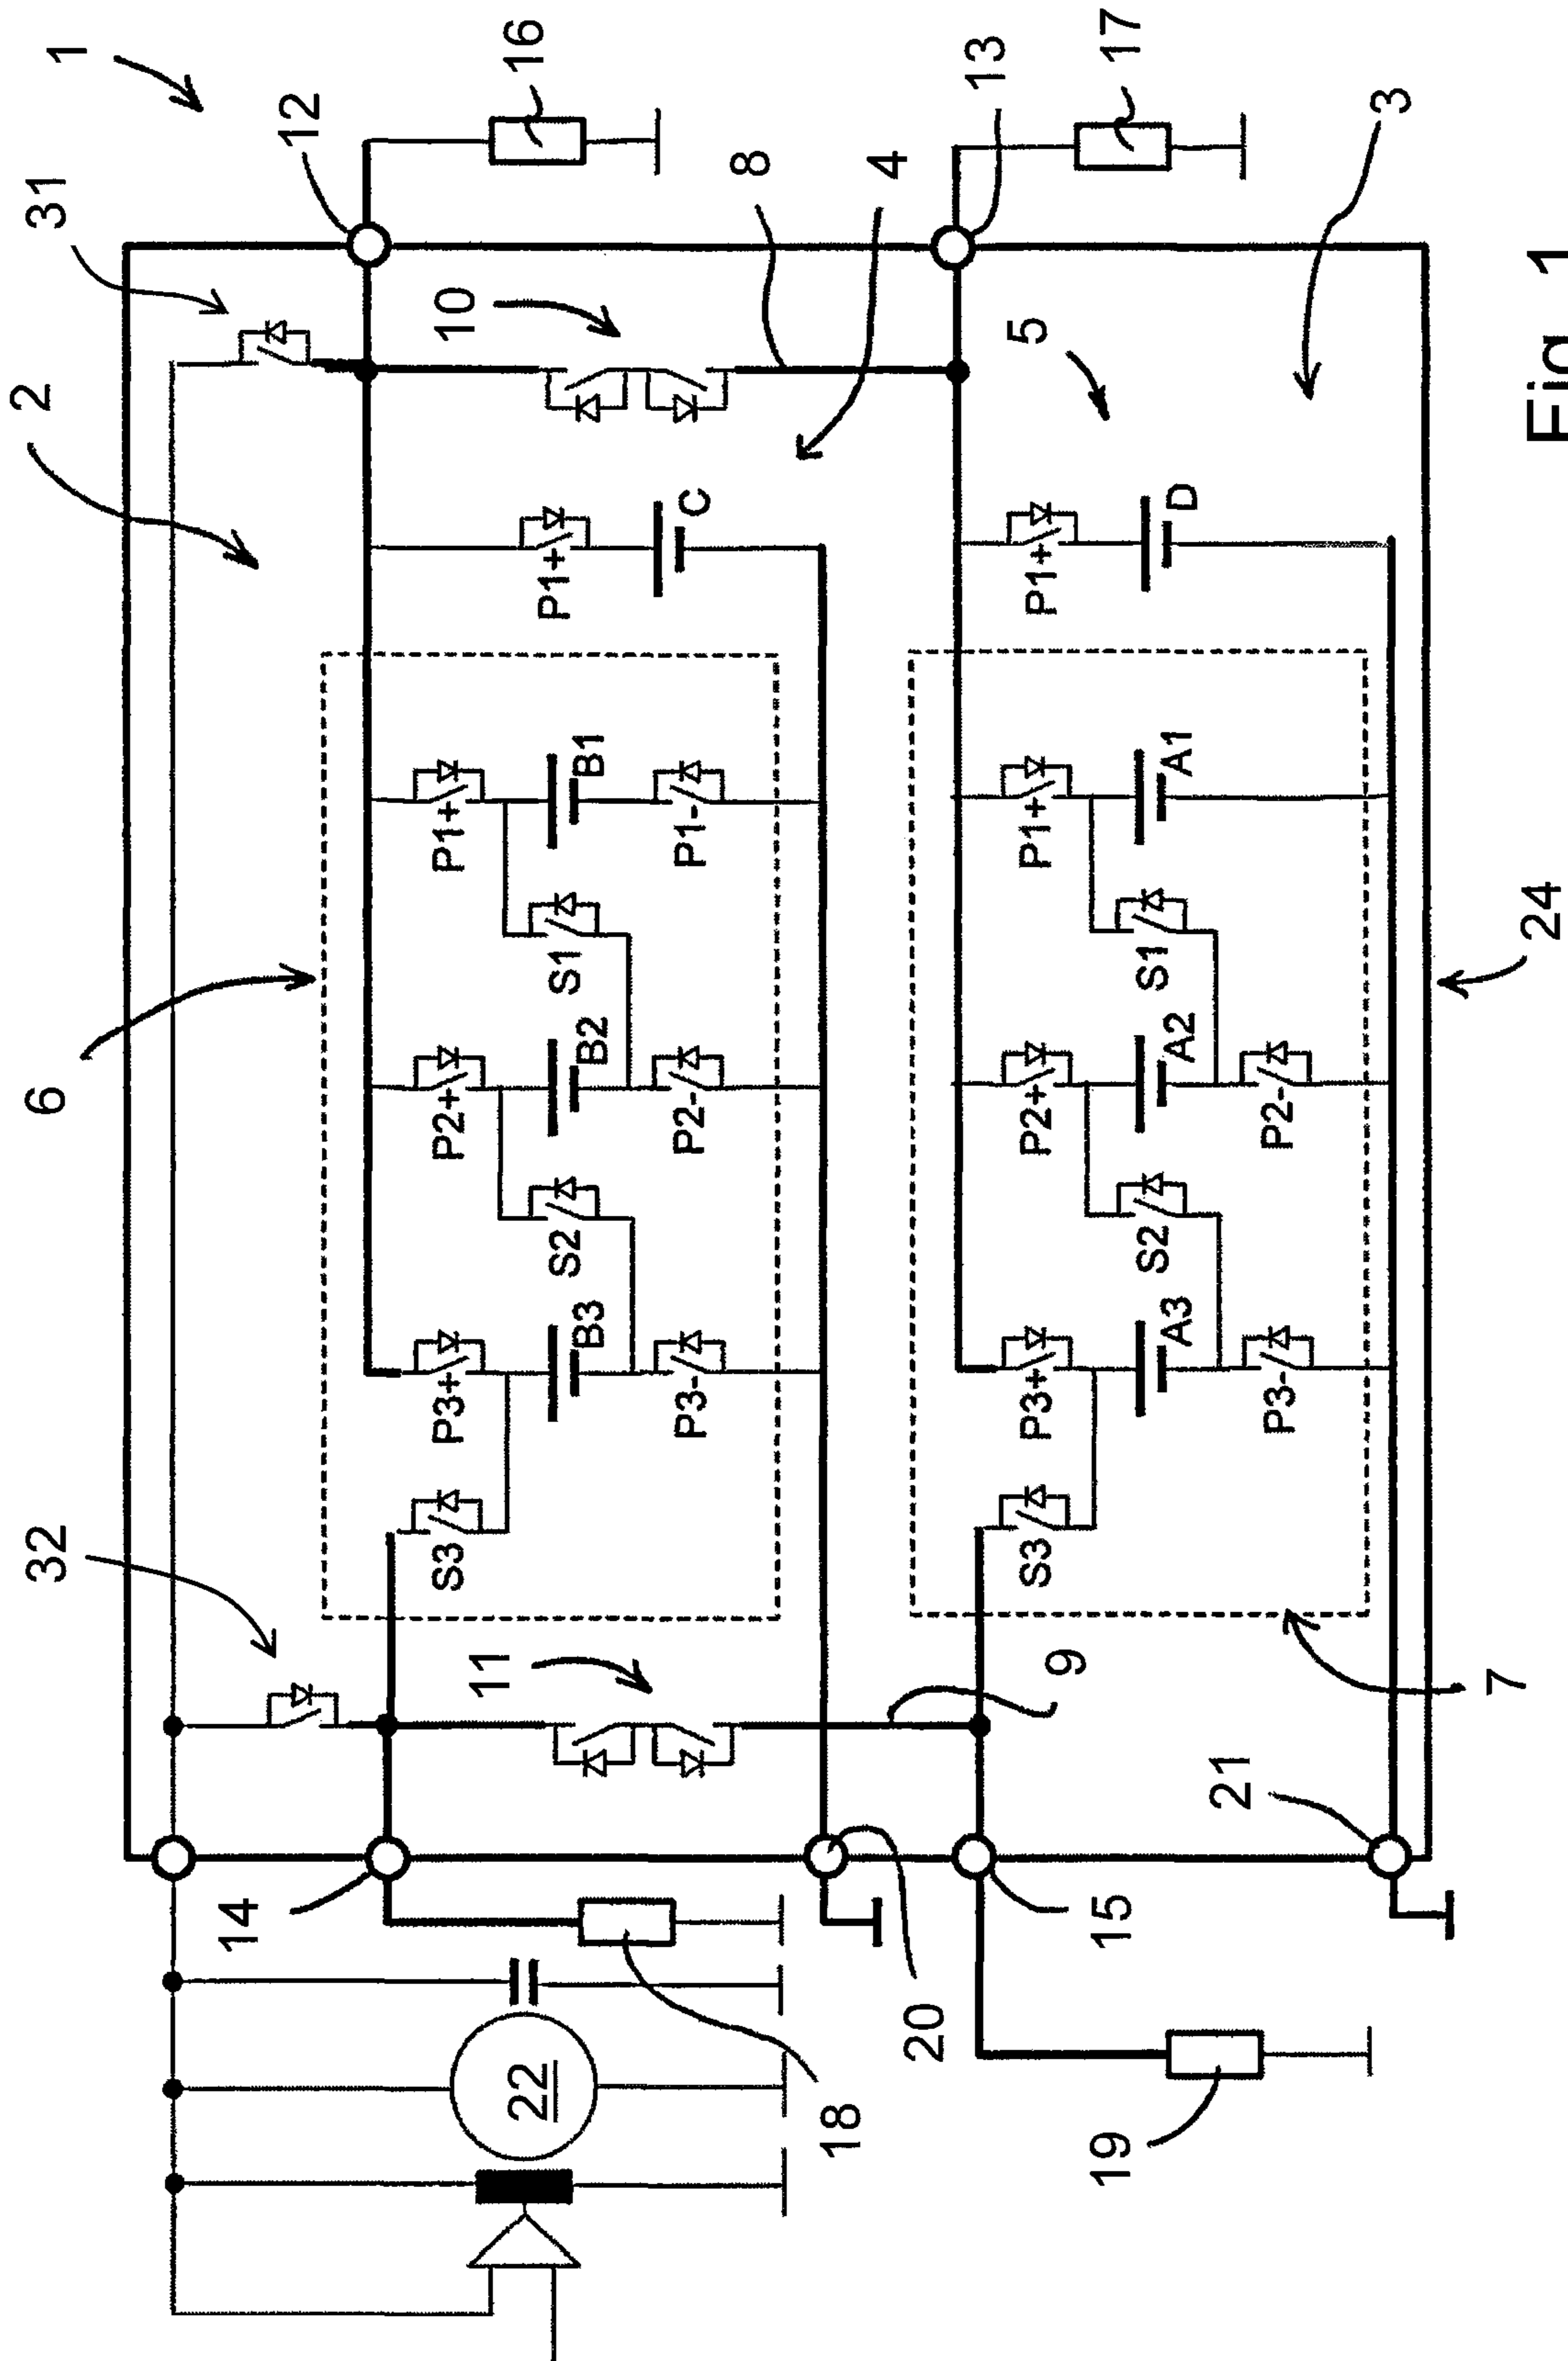 1
2
31
12
16
6
32
10
8
4
13
17
P1+
C
P1+
B1
P1-
S1
P2+
B2
P2-
S2
P3+
B3
P3-
S3
11
14
22
18
20
5
3
P1+
D
P1+
A1
S1
P2+
A2
P2-
S2
P3+
A3
P3-
S3
9
7
21
15
19
24
Fig. 1